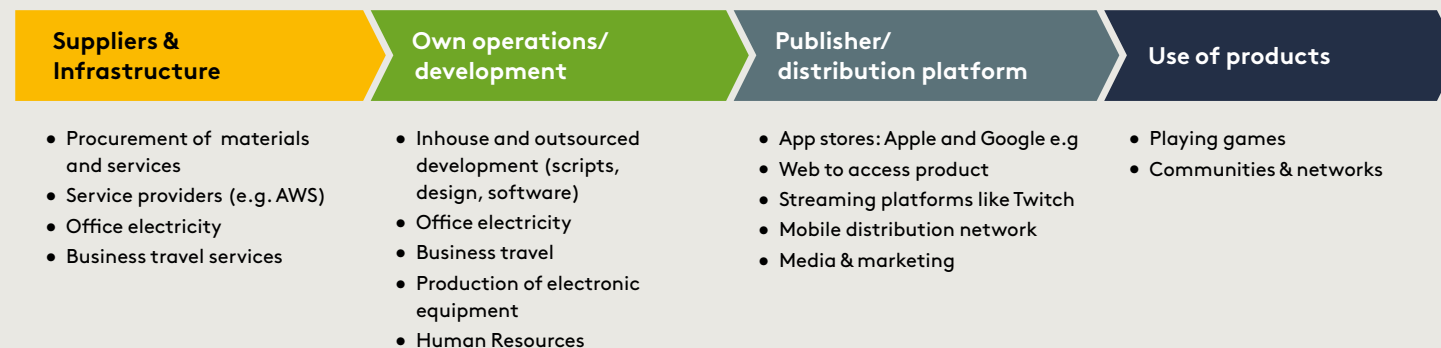 Suppliers &
Infrastructure
• Procurement of materials
and services
• Service providers (e.g. AWS)
• Office electricity
• Business travel services
Own operations/
development
• Inhouse and outsourced
development (scripts,
design, software)
• Office electricity
• Business travel
• Production of electronic
equipment
• Human Resources
Publisher/
distribution platform
• App stores: Apple and Google e.g
• Web to access product
• Streaming platforms like Twitch
• Mobile distribution network
• Media & marketing
Use of products
• Playing games
• Communities & networks